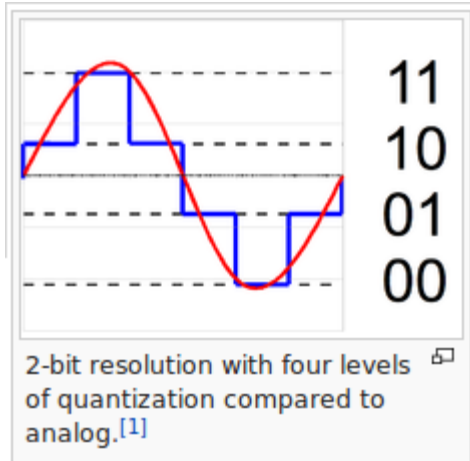 11
10
01
00
2-bit resolution with four levels
of quantization compared to
analog.[1]